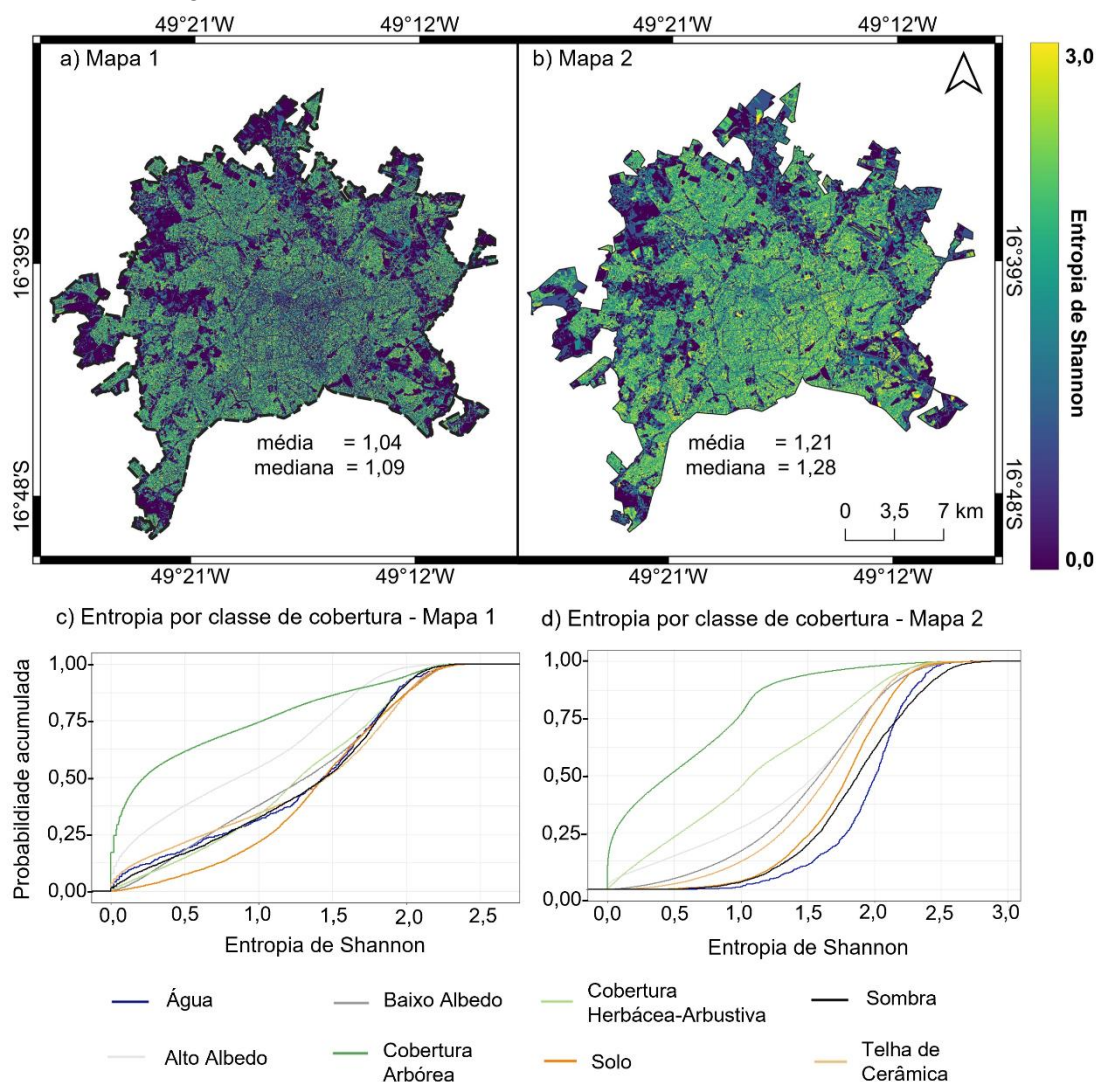 49°21'W 49°12'W 49°21'W 49°12'W
a) Mapa 1
b) Mapa 2
3,0
16°39'S
16°39'S
Entropia de Shannon
média = 1,04
mediana = 1,09
média = 1,21
mediana = 1,28
16°48'S
16°48'S
0 3,5 7 km
0,0
49°21'W 49°12'W 49°21'W 49°12'W
c) Entropia por classe de cobertura - Mapa 1
d) Entropia por classe de cobertura - Mapa 2
Probabildiade acumulada
1,00
0,75
0,50
0,25
0,00
0,0 0,5 1,0 1,5 2,0 2,5
Entropia de Shannon
1,00
0,75
0,50
0,25
0,00
0,0 0,5 1,0 1,5 2,0 2,5 3,0
Entropia de Shannon
Água
Baixo Albedo
Cobertura
Herbácea-Arbustiva
Sombra
Alto Albedo
Cobertura
Arbórea
Solo
Telha de
Cerâmica